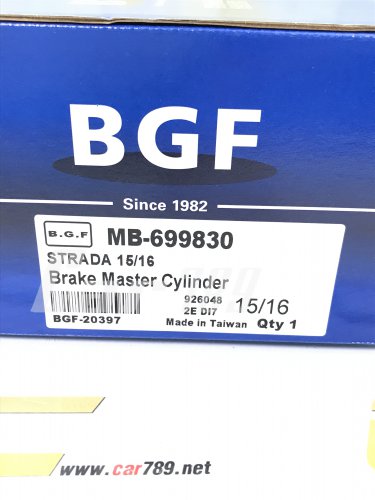 BGF
Since 1982
B.G.F MB-699830
STRADA 15/16
Brake Master Cylinder
926048
2E DI7 15/16
BGF-20397 Made in Taiwan Qty 1
www.car789.net